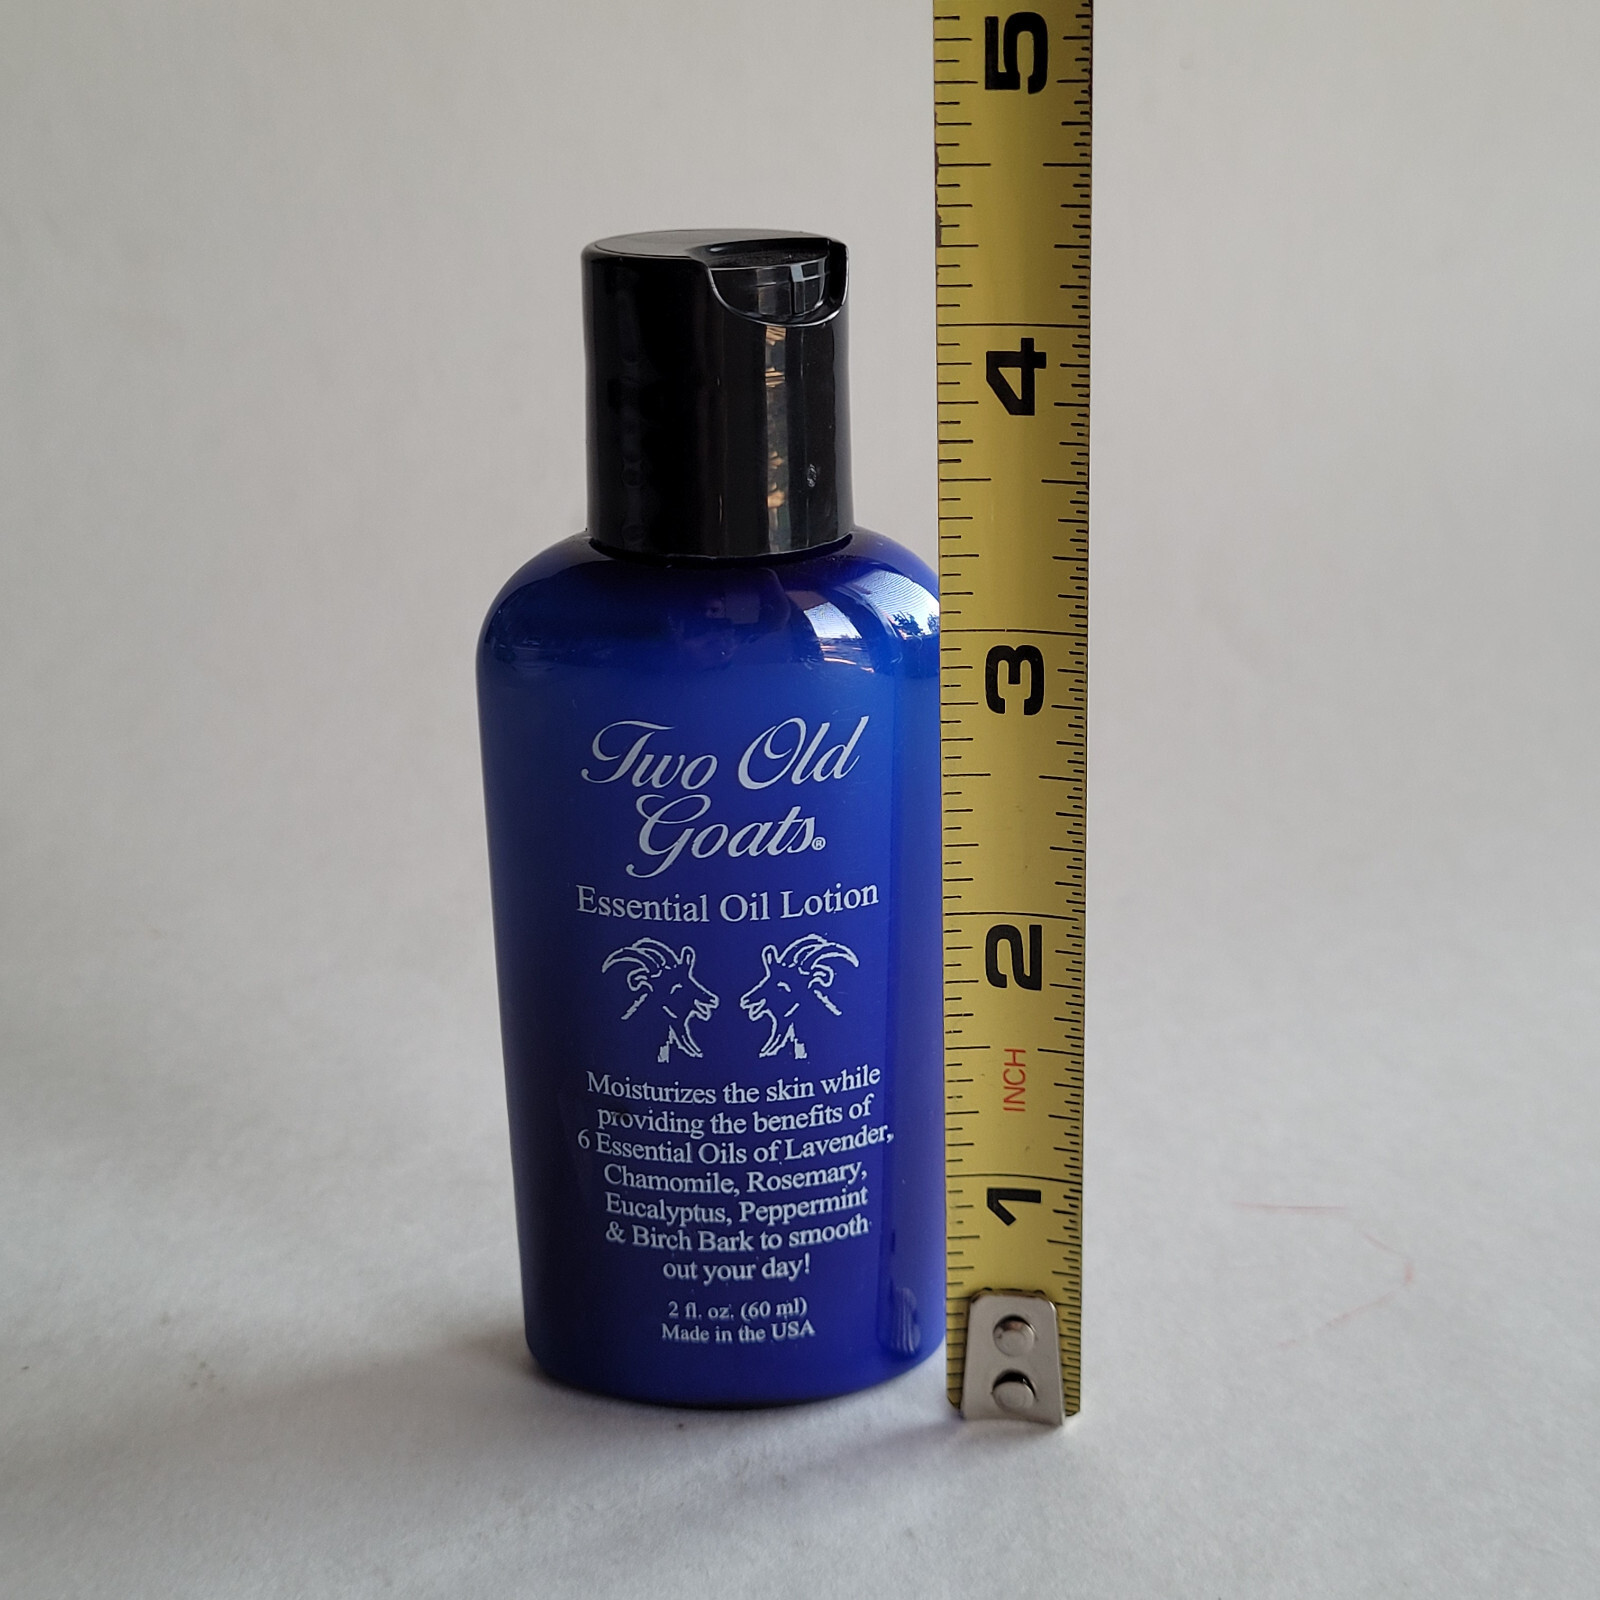 Two Old
Goats®
Essential Oil Lotion
Moisturizes the skin while
providing the benefits of
6 Essential Oils of Lavender,
Chamomile, Rosemary,
Eucalyptus, Peppermint
& Birch Bark to smooth
out your day!
2 fl. oz. (60 ml)
Made in the USA
5
4
3
2
INCH
1